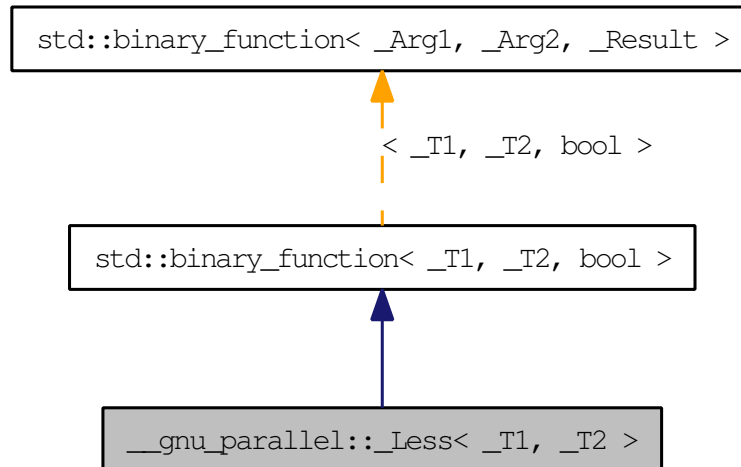 std::binary_function< _Arg1, _Arg2, _Result >
< _T1, _T2, bool >
std::binary_function< _T1, _T2, bool >
__gnu_parallel::_Less< _T1, _T2 >